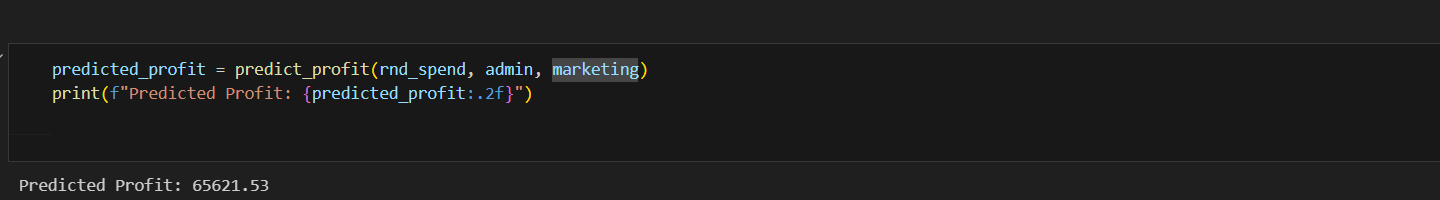 predicted_profit = predict_profit(rnd_spend, admin, marketing)
print(f"Predicted Profit: {predicted_profit:.2f}")
Predicted Profit: 65621.53